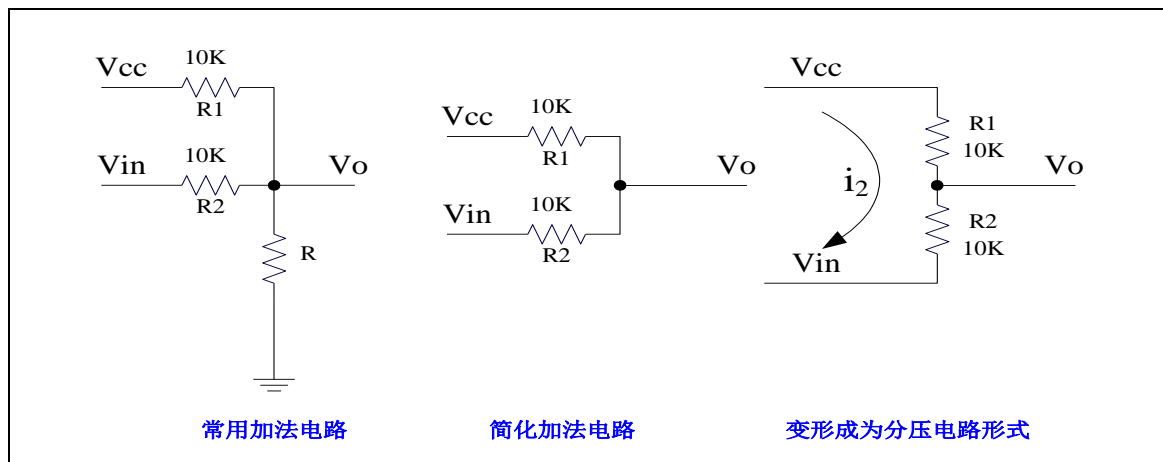 10K
Vcc
R1
10K
Vin
Vo
R2
R
常用加法电路
10K
Vcc
R1
Vo
10K
Vin
R2
简化加法电路
Vcc
R1
10K
Vo
i₂
R2
10K
Vin
变形成为分压电路形式